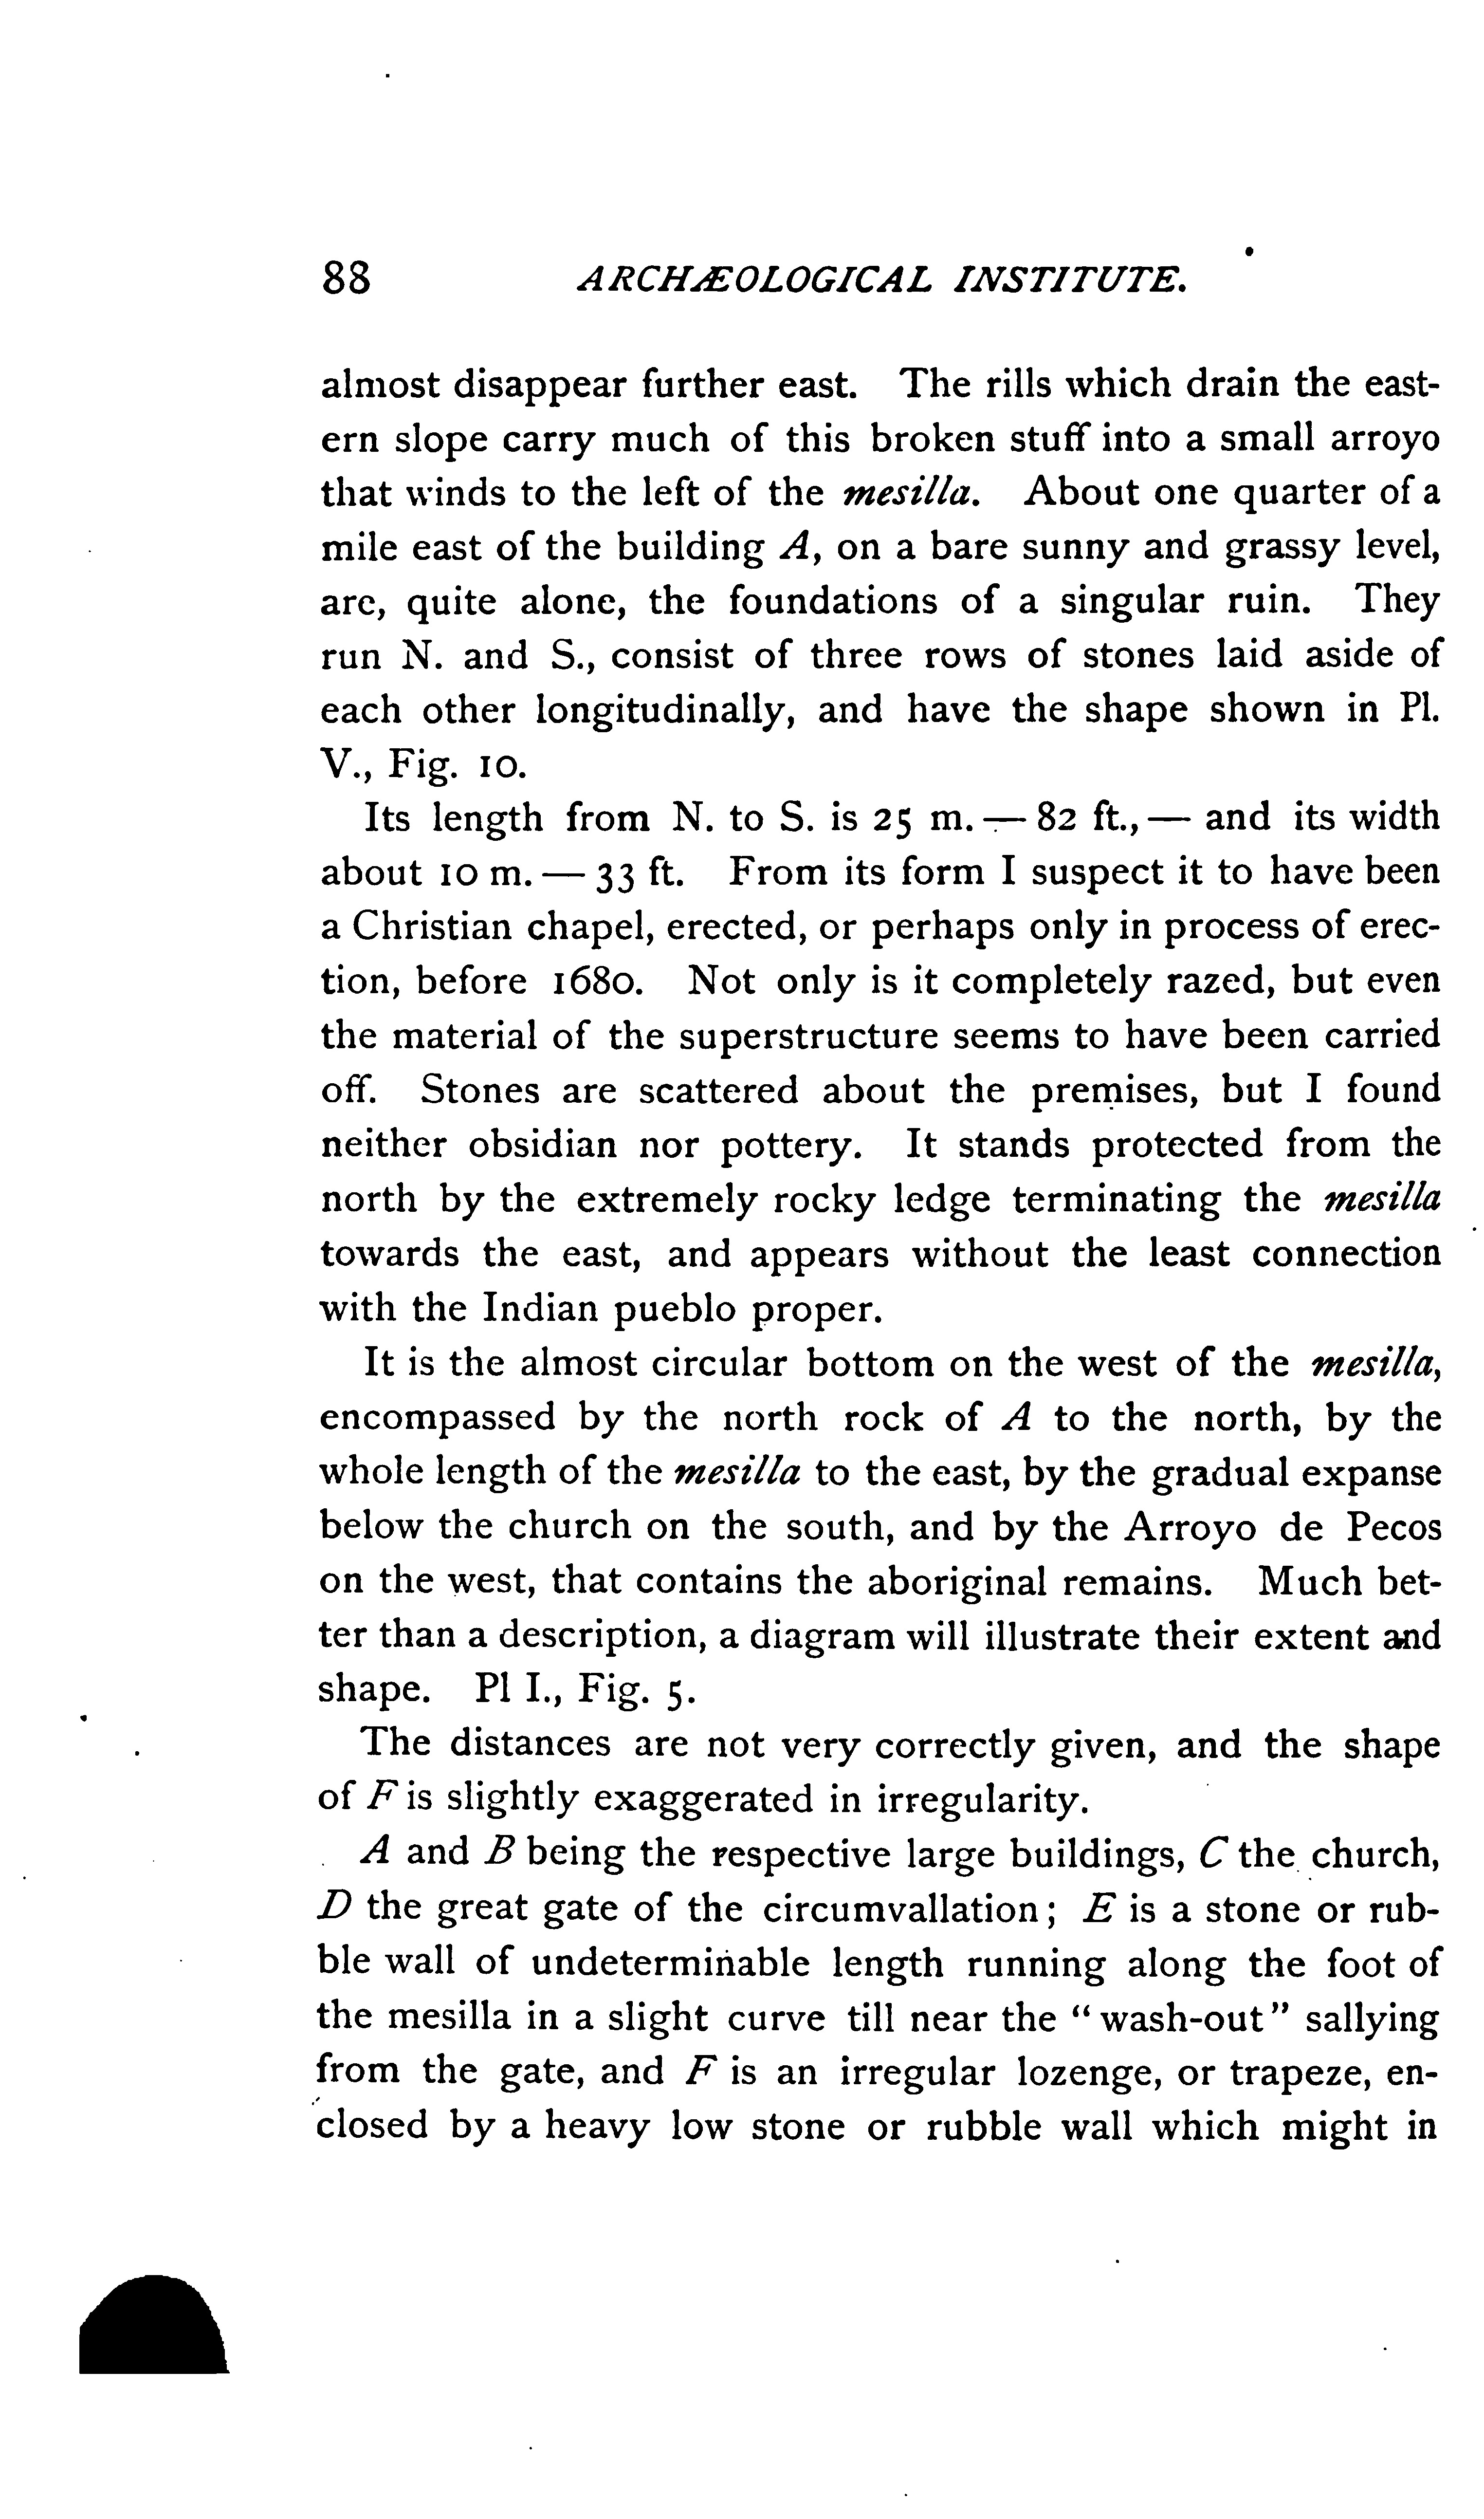 88 ARCHÆOLOGICAL INSTITUTE.
almost disappear further east. The rills which drain the east-
ern slope carry much of this broken stuff into a small arroyo
that winds to the left of the mesilla. About one quarter of a
mile east of the building A, on a bare sunny and grassy level,
are, quite alone, the foundations of a singular ruin. They
run N. and S., consist of three rows of stones laid aside of
each other longitudinally, and have the shape shown in Pl.
V., Fig. 10.
Its length from N. to S. is 25 m. — 82 ft., — and its width
about 10 m. — 33 ft. From its form I suspect it to have been
a Christian chapel, erected, or perhaps only in process of erec-
tion, before 1680. Not only is it completely razed, but even
the material of the superstructure seems to have been carried
off. Stones are scattered about the premises, but I found
neither obsidian nor pottery. It stands protected from the
north by the extremely rocky ledge terminating the mesilla
towards the east, and appears without the least connection
with the Indian pueblo proper.
It is the almost circular bottom on the west of the mesilla,
encompassed by the north rock of A to the north, by the
whole length of the mesilla to the east, by the gradual expanse
below the church on the south, and by the Arroyo de Pecos
on the west, that contains the aboriginal remains. Much bet-
ter than a description, a diagram will illustrate their extent and
shape. Pl I., Fig. 5.
The distances are not very correctly given, and the shape
of F is slightly exaggerated in irregularity.
A and B being the respective large buildings, C the church,
D the great gate of the circumvallation; E is a stone or rub-
ble wall of undeterminable length running along the foot of
the mesilla in a slight curve till near the "wash-out" sallying
from the gate, and F is an irregular lozenge, or trapeze, en-
closed by a heavy low stone or rubble wall which might in